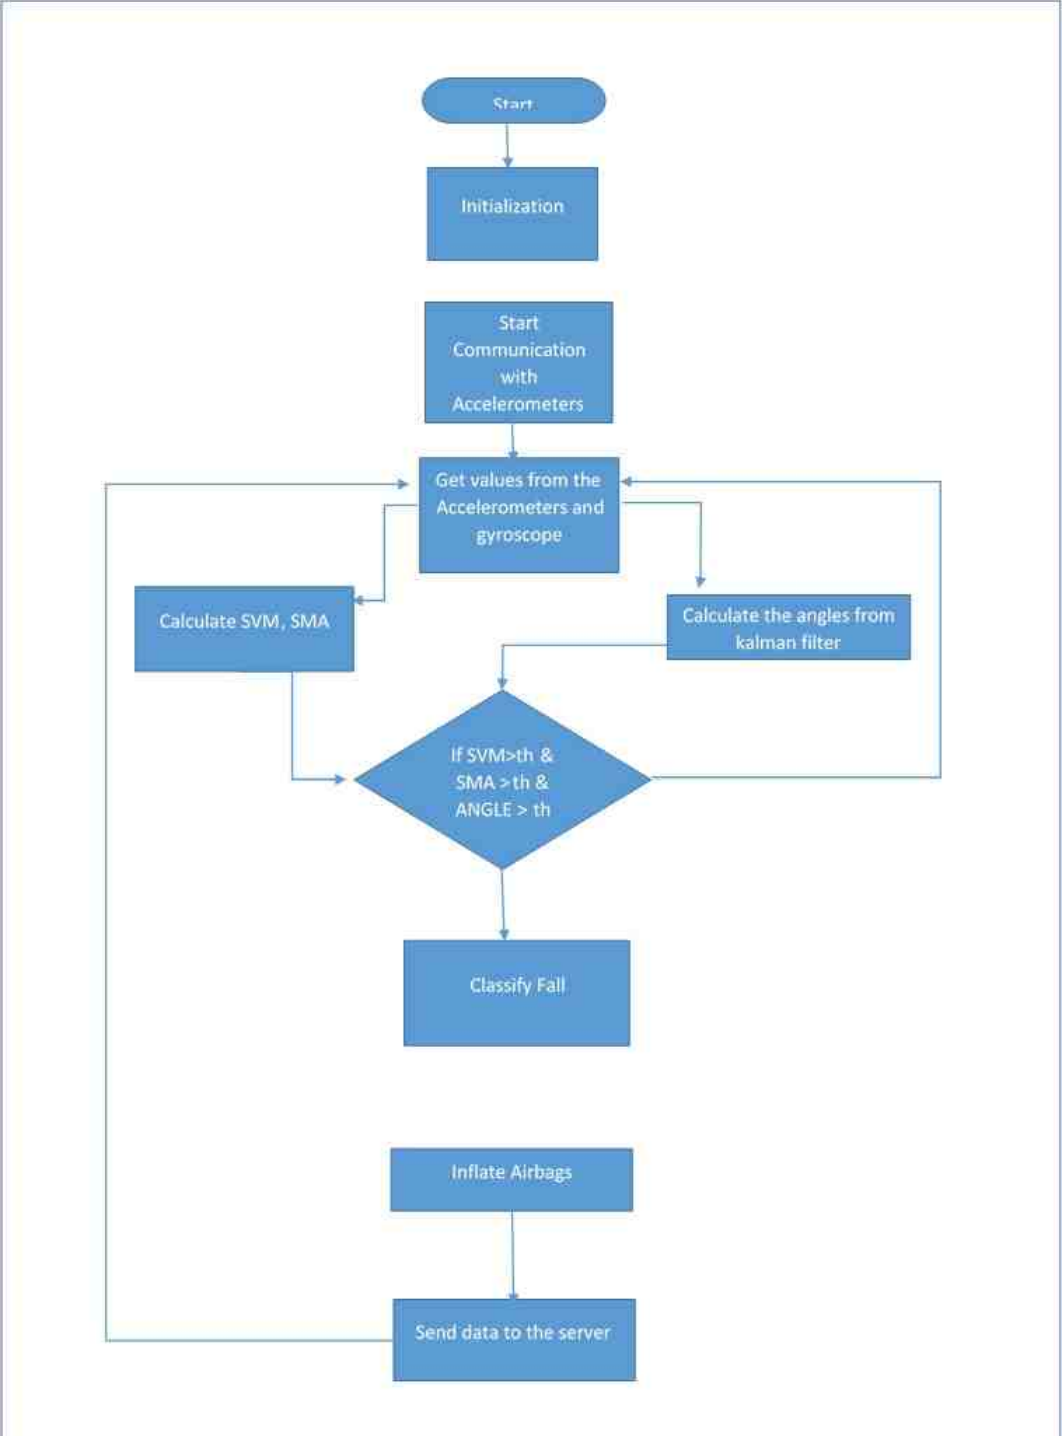 Start
Initialization
Start
Communication
with
Accelerometers
Get values from the
Accelerometers and
gyroscope
Calculate SVM, SMA
Calculate the angles from
kalman filter
If SVM>th &
SMA >th &
ANGLE > th
Classify Fall
Inflate Airbags
Send data to the server